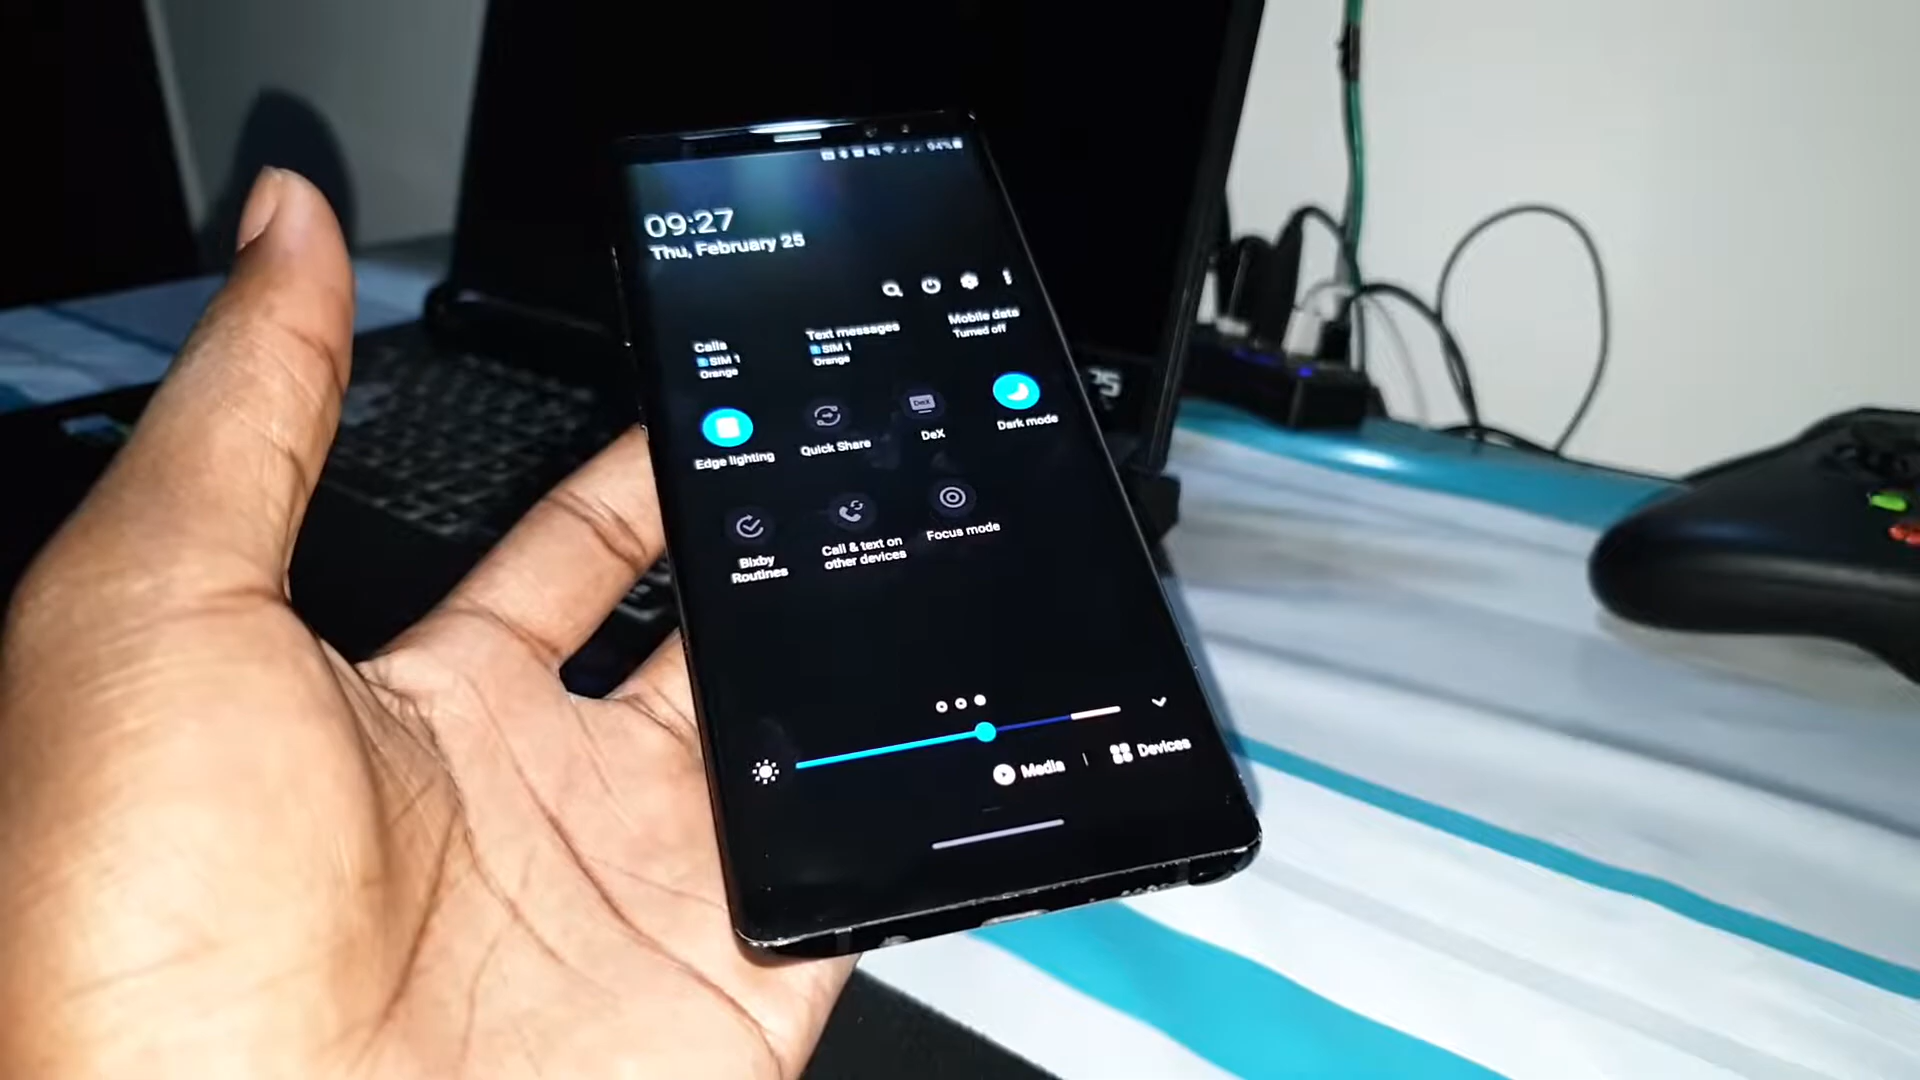 94%
09:27
Thu, February 25
Calls
SIM 1
Orange
Text messages
SIM 1
Orange
Mobile data
Turned off
Edge lighting
Quick Share
DeX
DeX
Dark mode
Bixby
Routines
Call & text on
other devices
Focus mode
Media
Devices